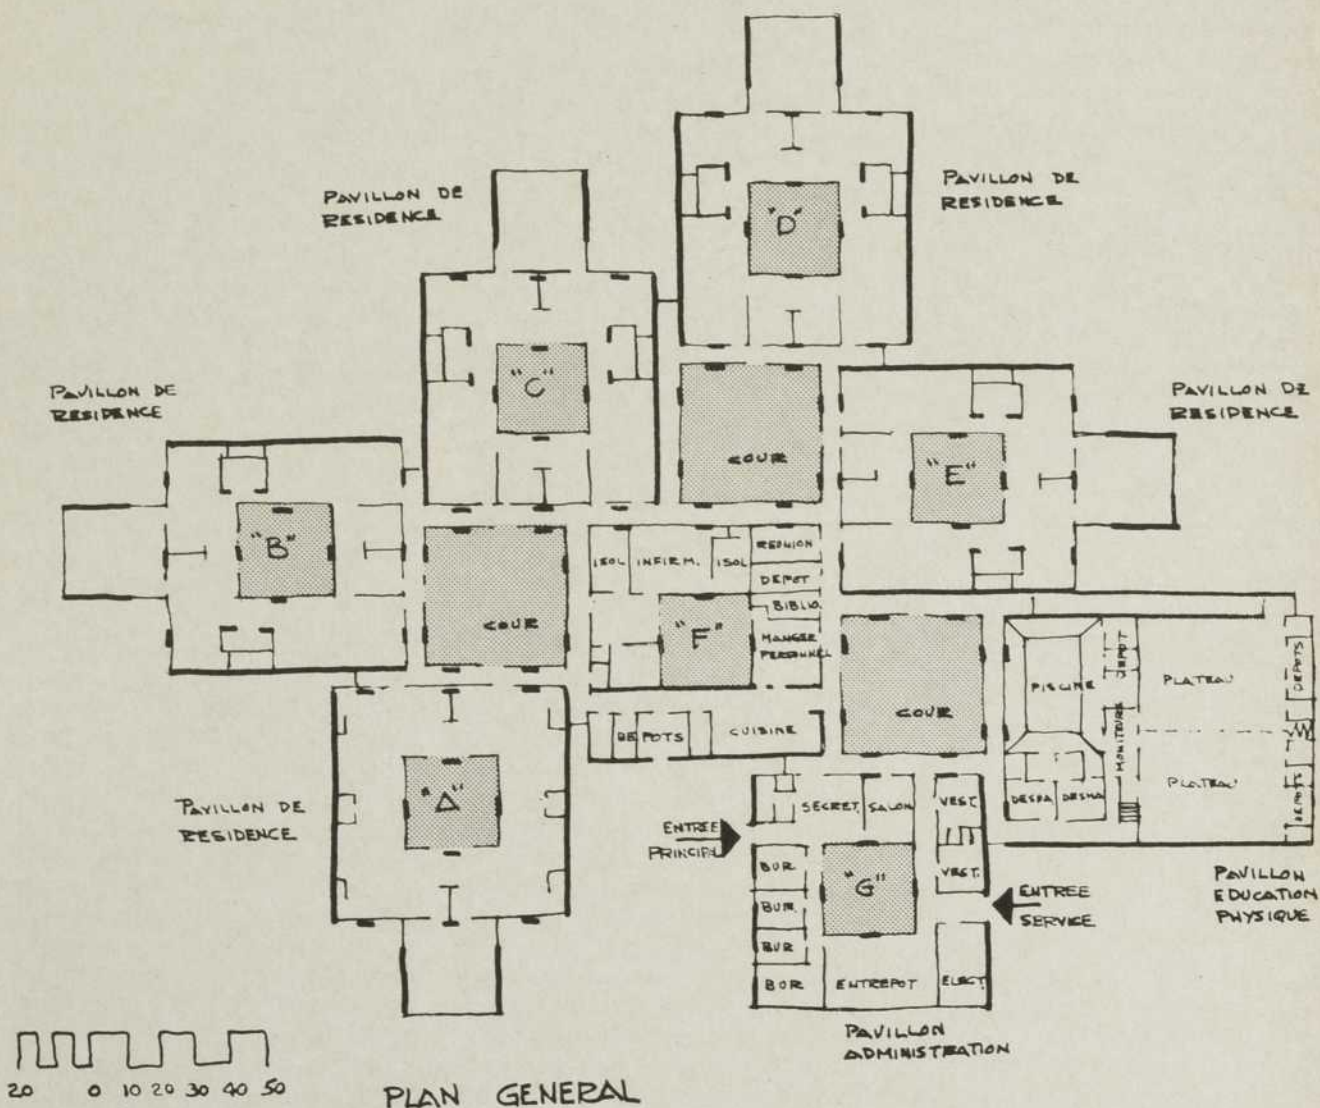 PAVILLON DE
RESIDENCE
"D"
PAVILLON DE
RESIDENCE
"C"
PAVILLON DE
RESIDENCE
COUR
"E"
PAVILLON DE
RESIDENCE
"B"
COUR
ISOL INFIRM. ISOL
REUNION
DEPOT
BIBLIO.
"F"
MANGER
PERSONNEL
COUR
PISCINE
DEPOT
PLATEAU
DEPOTS
DEPOTS CUISINE
MONITEURS
PLATEAU
DEPOTS
PAVILLON DE
RESIDENCE
"A"
SECRET. SALON VEST.
ENTREE
PRINCIPAL
BUR
"G"
VEST.
BUR.
BUR
BUR
ENTREPOT
ELECT.
ENTREE
SERVICE
PAVILLON
EDUCATION
PHYSIQUE
PAVILLON
ADMINISTRATION
20 0 10 20 30 40 50
PLAN GENERAL